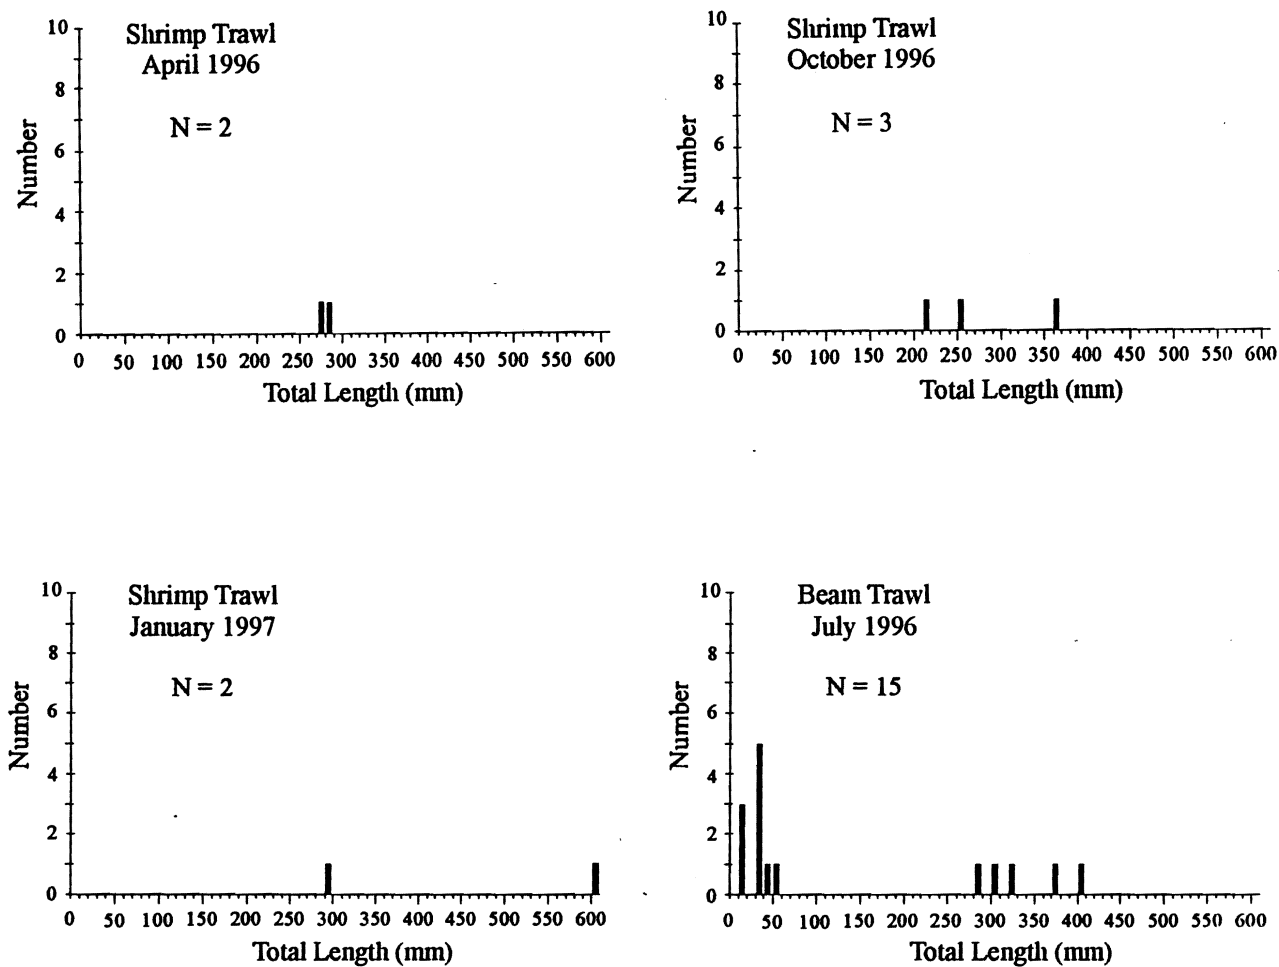 Shrimp Trawl
April 1996
N = 2
Number
10
8
6
4
2
0
0 50 100 150 200 250 300 350 400 450 500 550 600
Total Length (mm)
Shrimp Trawl
October 1996
N = 3
Number
10
8
6
4
2
0
0 50 100 150 200 250 300 350 400 450 500 550 600
Total Length (mm)
Shrimp Trawl
January 1997
N = 2
Number
10
8
6
4
2
0
0 50 100 150 200 250 300 350 400 450 500 550 600
Total Length (mm)
Beam Trawl
July 1996
N = 15
Number
10
8
6
4
2
0
0 50 100 150 200 250 300 350 400 450 500 550 600
Total Length (mm)